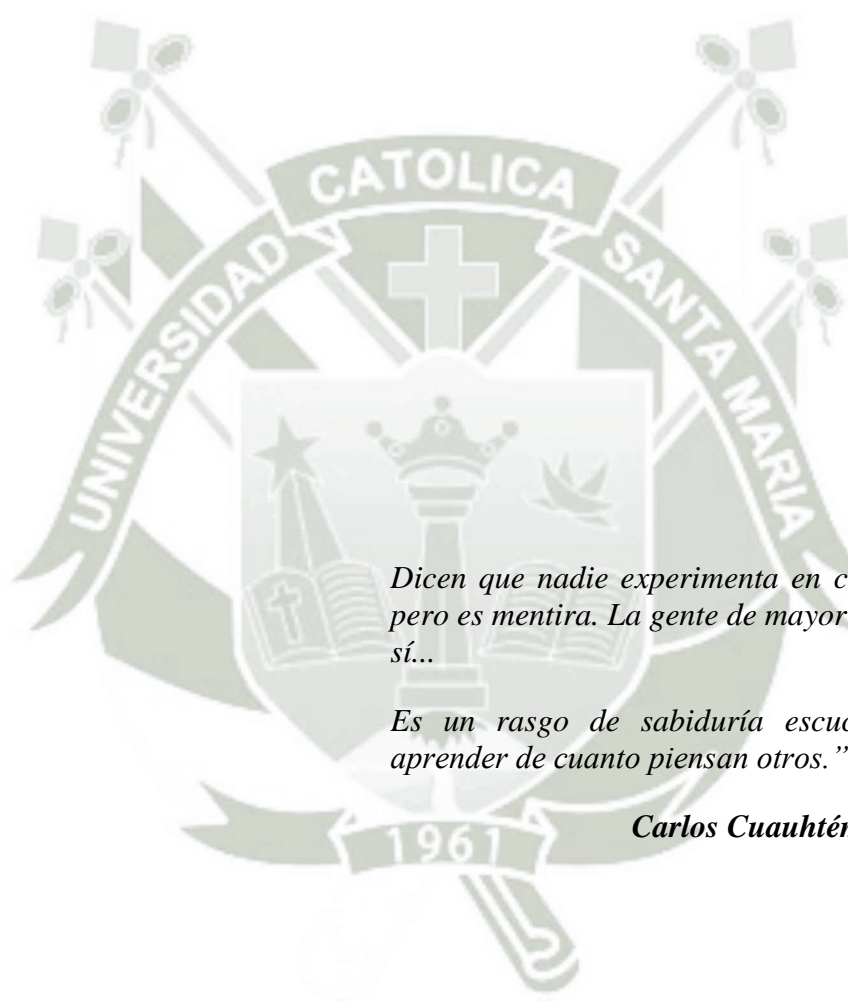 CATOLICA
UNIVERSIDAD
SANTA MARIA
Dicen que nadie experimenta en c
pero es mentira. La gente de mayor
sí...
Es un rasgo de sabiduría escuc
aprender de cuanto piensan otros.”
Carlos Cuauhtém
1961